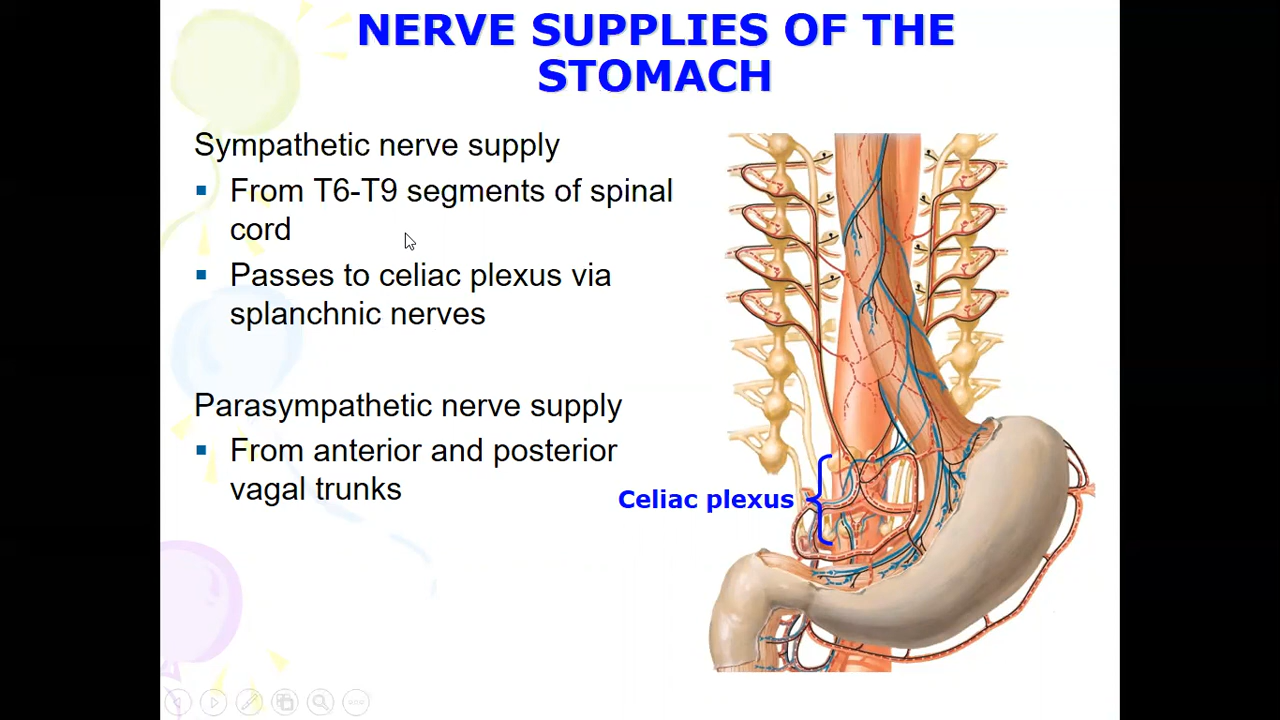 NERVE SUPPLIES OF THE
STOMACH
Sympathetic nerve supply
▪ From T6-T9 segments of spinal
cord
▪ Passes to celiac plexus via
splanchnic nerves
Parasympathetic nerve supply
▪ From anterior and posterior
vagal trunks
Celiac plexus